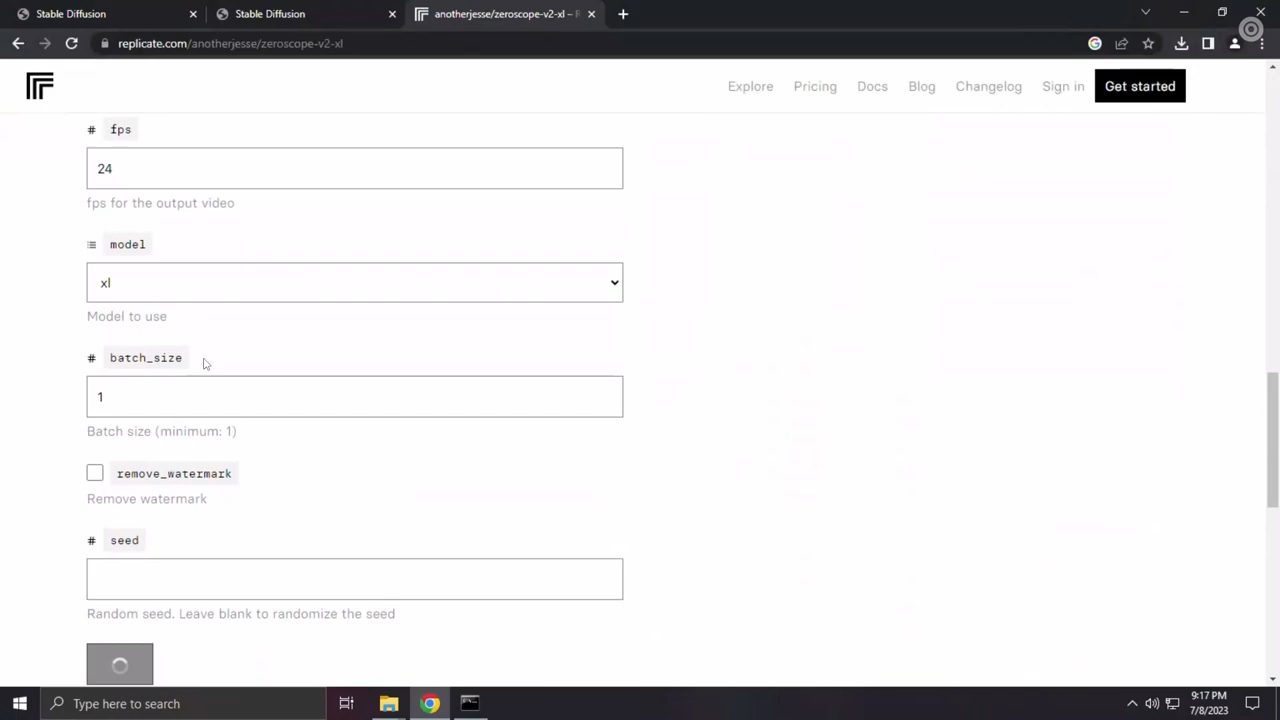 Stable Diffusion
Stable Diffusion
anotherjesse/zeroscope-v2-xl –
replicate.com/anotherjesse/zeroscope-v2-xl
Explore
Pricing
Docs
Blog
Changelog
Sign in
Get started
# fps
24
fps for the output video
model
xl
Model to use
# batch_size
1
Batch size (minimum: 1)
remove_watermark
Remove watermark
# seed
Random seed. Leave blank to randomize the seed
Type here to search
9:17 PM
7/8/2023